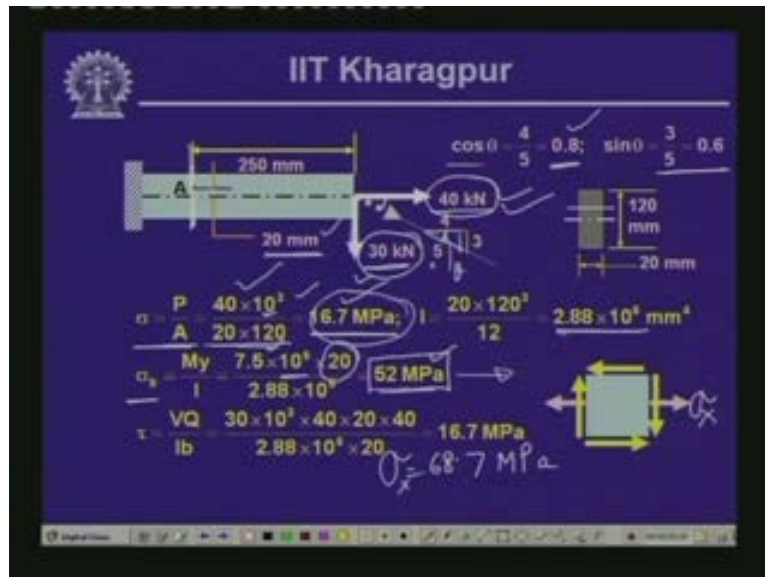 IIT Kharagpur
cos θ = 4/5 = 0.8; sin θ = 3/5 = 0.6
250 mm
A
40 kN
120 mm
20 mm
4
3
5
30 kN
20 mm
σ = P/A = 40×10³/20×120 = 16.7 MPa; I = 20×120³/12 = 2.88×10⁶ mm⁴
σb = My/I = 7.5×10⁶×20/2.88×10⁶ = 52 MPa
σx
τ = VQ/Ib = 30×10³×40×20×40/2.88×10⁶×20 = 16.7 MPa
σx = 68.7 MPa